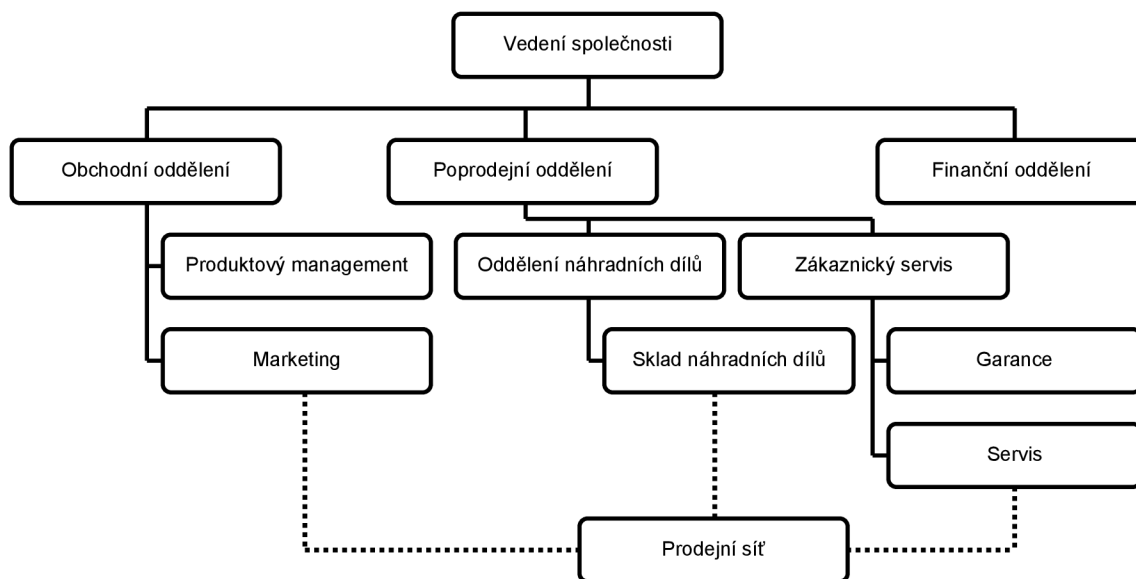 Vedení společnosti
Obchodní oddělení
Poprodejní oddělení
Finanční oddělení
Produktový management
Oddělení náhradních dílů
Zákaznický servis
Marketing
Sklad náhradních dílů
Garance
Servis
Prodejní síť